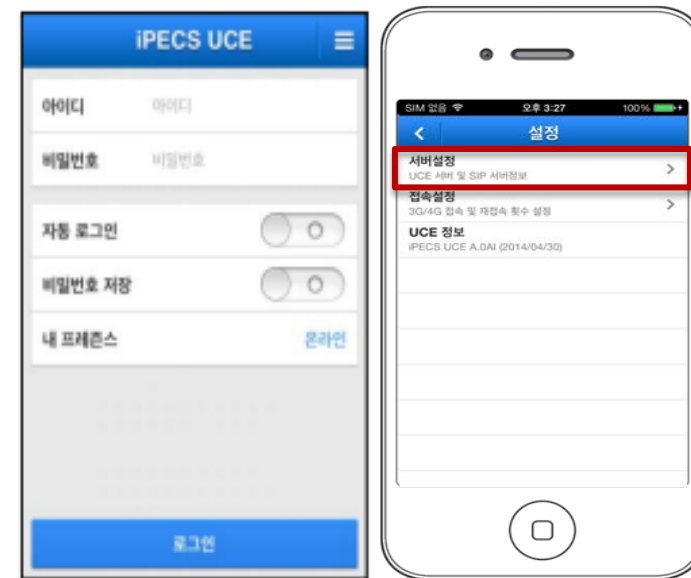 iPECS UCE
아이디 아이디
비밀번호 비밀번호
자동 로그인
비밀번호 저장
내 프레즌스 온라인
로그인
SIM 없음 오후 3:27 100%
설정
서버설정
UCE 서버 및 SIP 서버정보
접속설정
3G/4G 접속 및 재접속 횟수 설정
UCE 정보
iPECS UCE A.0AI (2014/04/30)